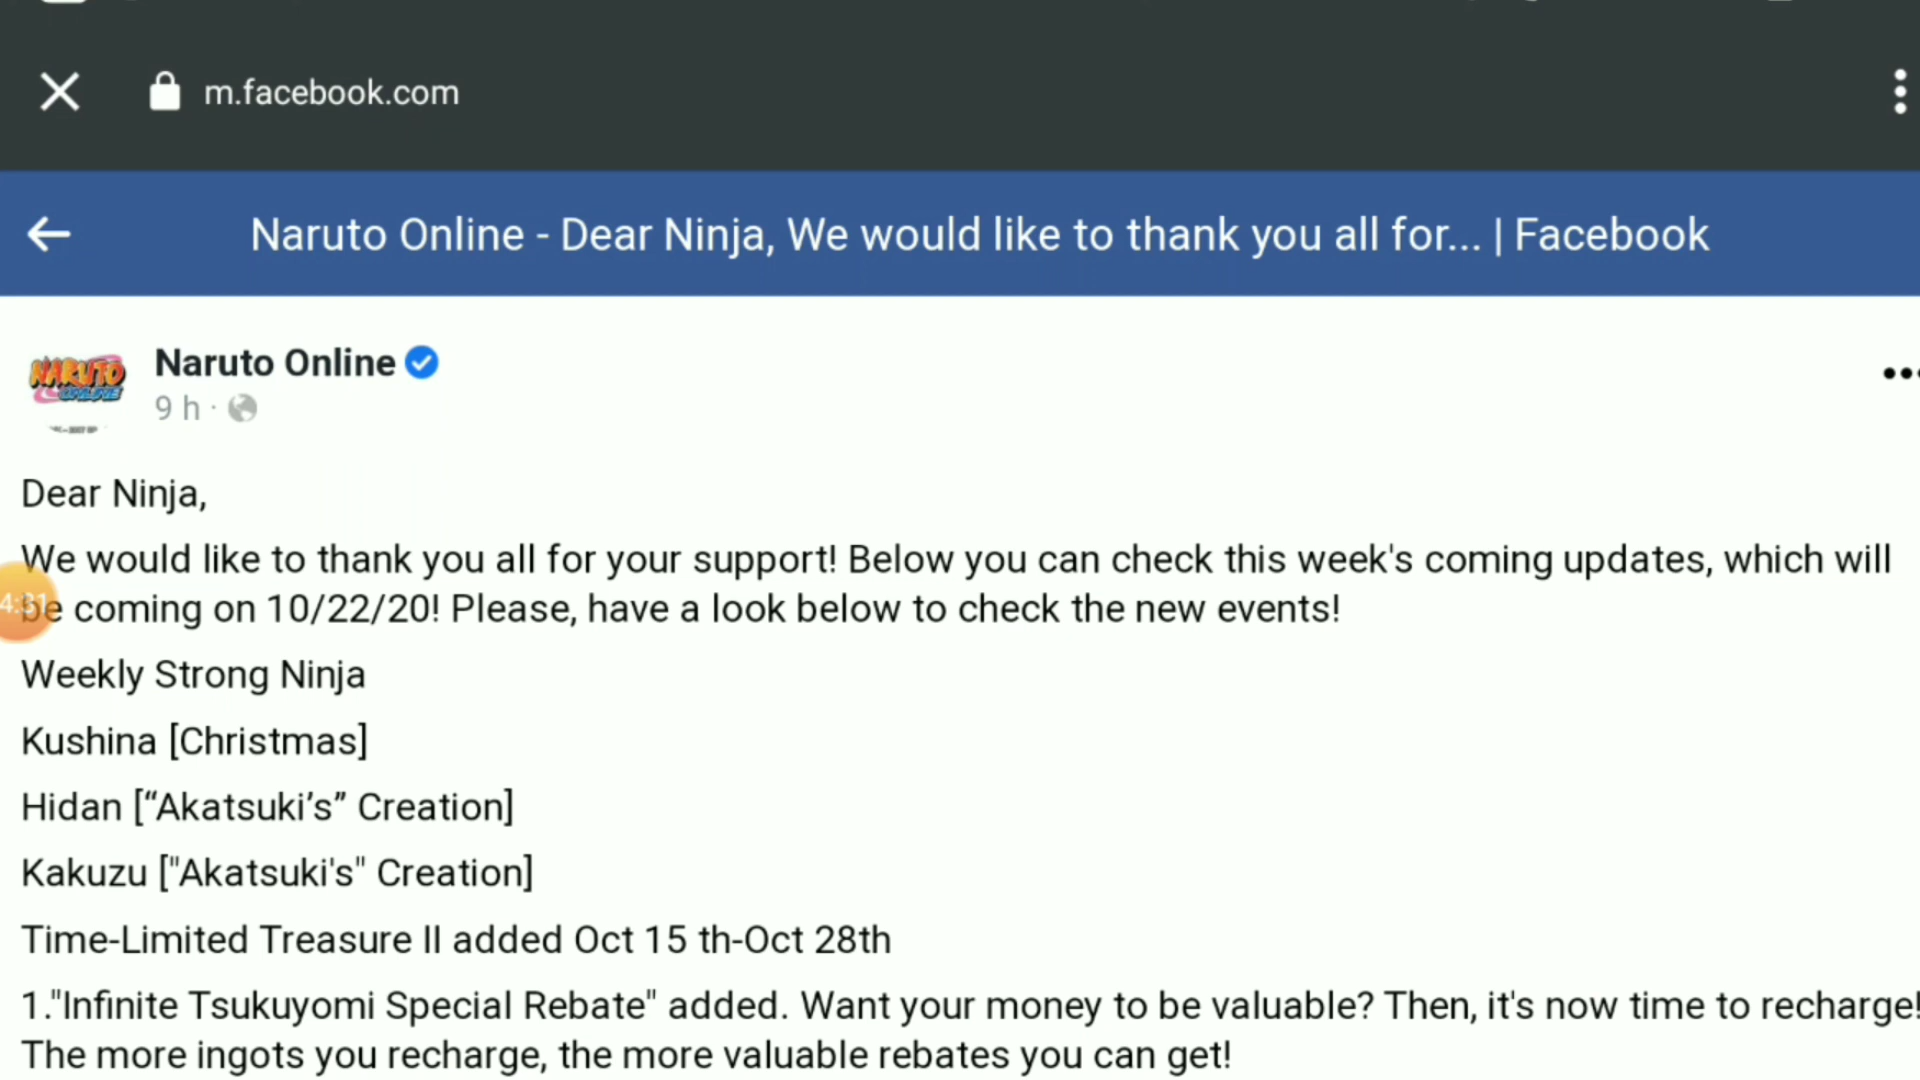 m.facebook.com
Naruto Online - Dear Ninja, We would like to thank you all for... | Facebook
NARUTO
ONLINE
Naruto Online
9 h ·
Dear Ninja,
We would like to thank you all for your support! Below you can check this week's coming updates, which will
be coming on 10/22/20! Please, have a look below to check the new events!
4:31
Weekly Strong Ninja
Kushina [Christmas]
Hidan [“Akatsuki’s” Creation]
Kakuzu ["Akatsuki's" Creation]
Time-Limited Treasure II added Oct 15 th-Oct 28th
1."Infinite Tsukuyomi Special Rebate" added. Want your money to be valuable? Then, it's now time to recharge!
The more ingots you recharge, the more valuable rebates you can get!